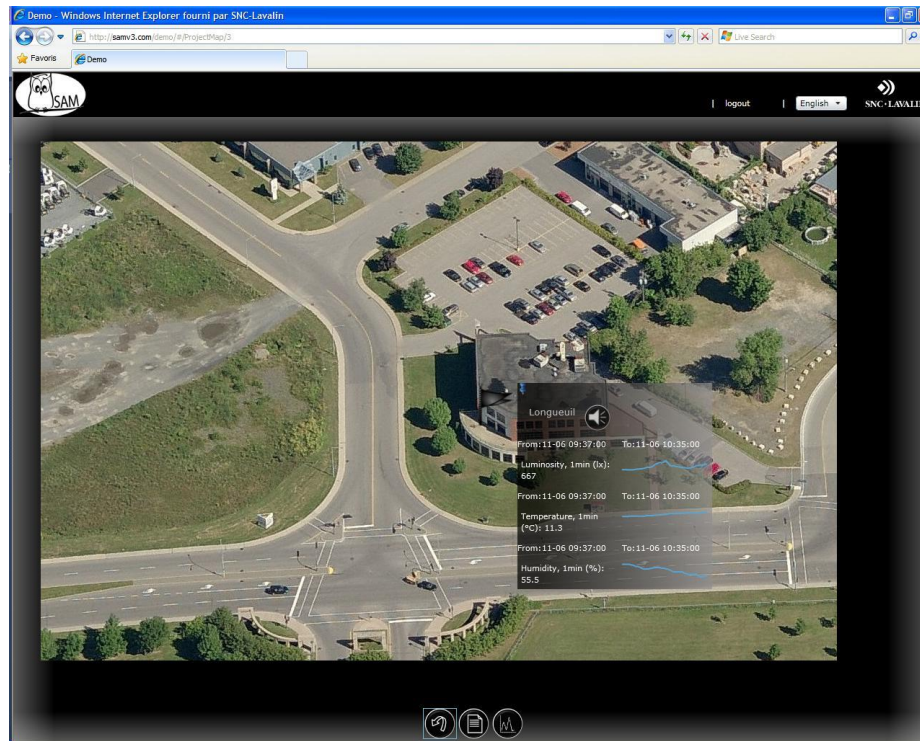 Demo - Windows Internet Explorer fourni par SNC-Lavalin
http://samv3.com/demo/#/ProjectMap/3
Live Search
Favoris
Demo
SAM
| logout | English
SNC·LAVALIN
Longueuil
From:11-06 09:37:00 To:11-06 10:35:00
Luminosity, 1min (lx):
667
From:11-06 09:37:00 To:11-06 10:35:00
Temperature, 1min
(°C): 11.3
From:11-06 09:37:00 To:11-06 10:35:00
Humidity, 1min (%):
55.5